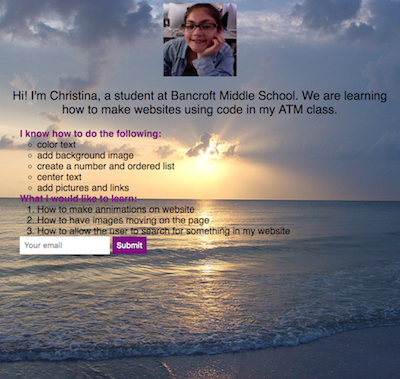 Hi! I'm Christina, a student at Bancroft Middle School. We are learning
how to make websites using code in my ATM class.
I know how to do the following:
color text
add background image
create a number and ordered list
center text
add pictures and links
What I would like to learn:
1. How to make annimations on website
2. How to have images moving on the page
3. How to allow the user to search for something in my website
Your email
Submit